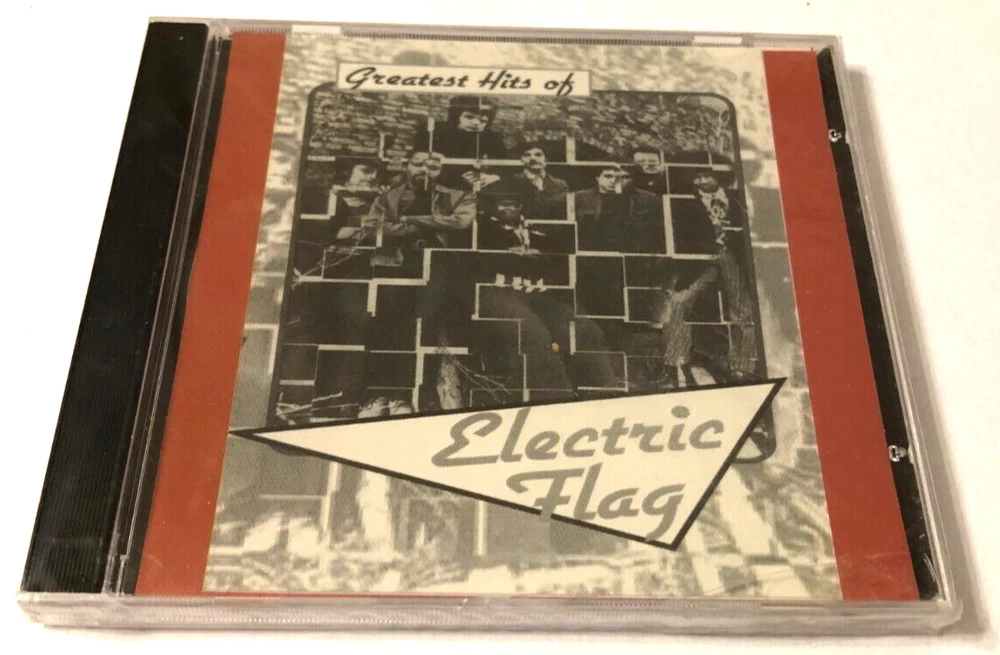 Greatest Hits of
Electric
Flag